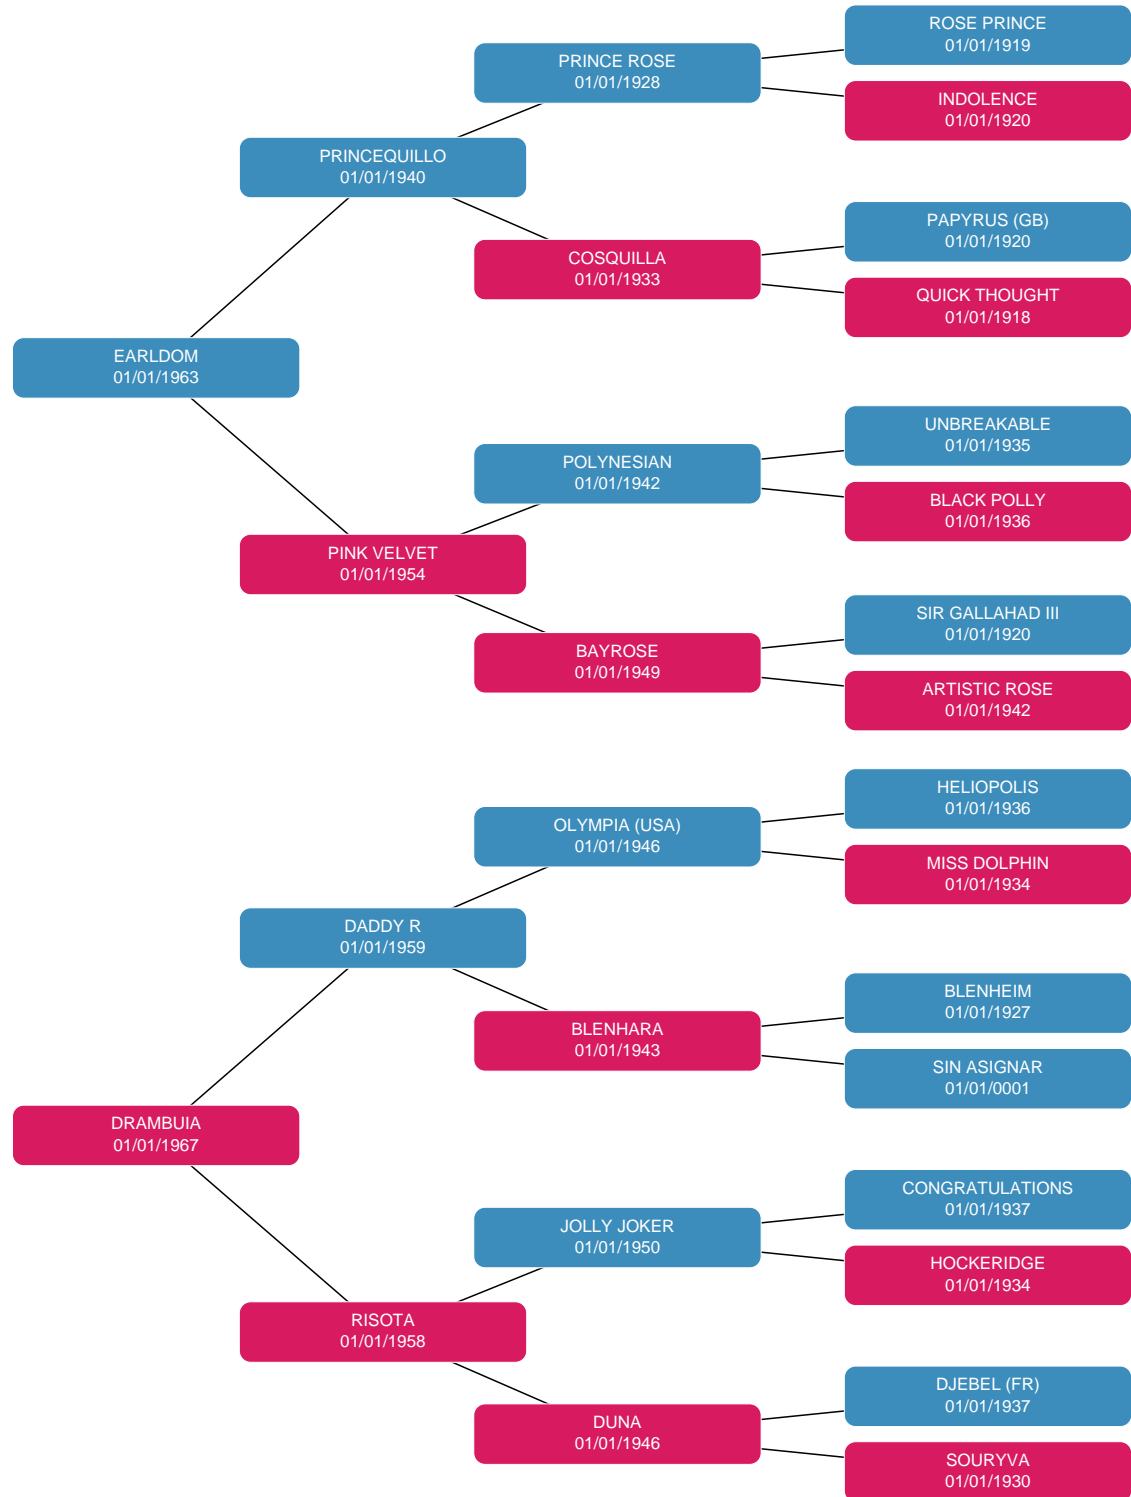 ROSE PRINCE
01/01/1919
PRINCE ROSE
01/01/1928
INDOLENCE
01/01/1920
PRINCEQUILLO
01/01/1940
PAPYRUS (GB)
01/01/1920
COSQUILLA
01/01/1933
QUICK THOUGHT
01/01/1918
EARLDOM
01/01/1963
UNBREAKABLE
01/01/1935
POLYNESIAN
01/01/1942
BLACK POLLY
01/01/1936
PINK VELVET
01/01/1954
SIR GALLAHAD III
01/01/1920
BAYROSE
01/01/1949
ARTISTIC ROSE
01/01/1942
HELIOPOLIS
01/01/1936
OLYMPIA (USA)
01/01/1946
MISS DOLPHIN
01/01/1934
DADDY R
01/01/1959
BLENHEIM
01/01/1927
BLENHARA
01/01/1943
SIN ASIGNAR
01/01/0001
DRAMBUIA
01/01/1967
CONGRATULATIONS
01/01/1937
JOLLY JOKER
01/01/1950
HOCKERIDGE
01/01/1934
RISOTA
01/01/1958
DJEBEL (FR)
01/01/1937
DUNA
01/01/1946
SOURYVA
01/01/1930